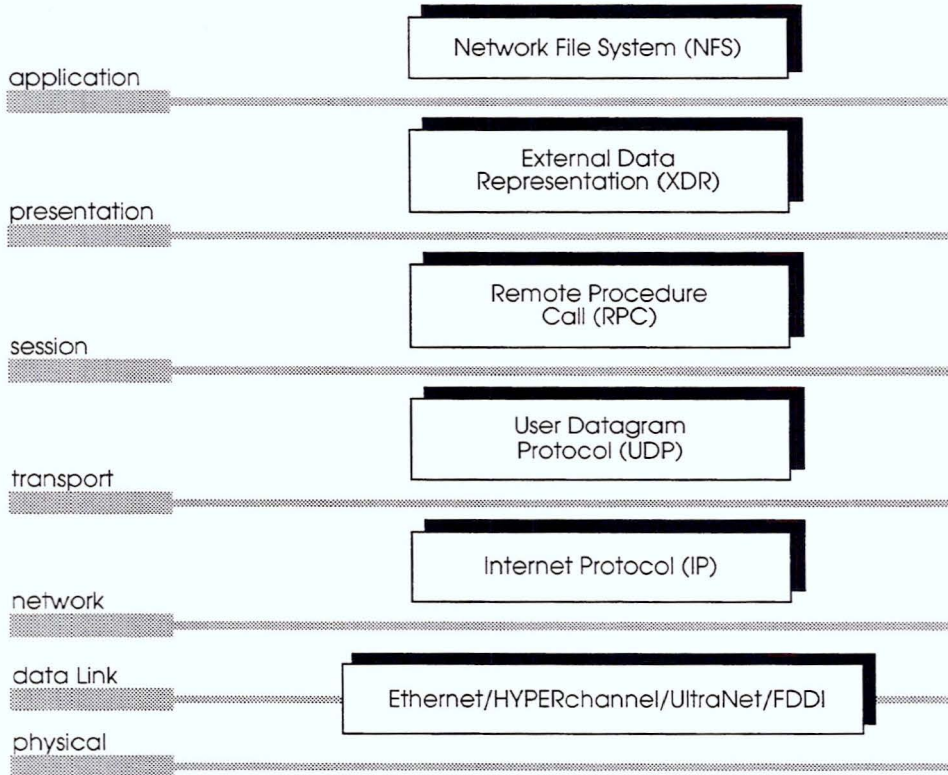 Network File System (NFS)
application
External Data
Representation (XDR)
presentation
Remote Procedure
Call (RPC)
session
User Datagram
Protocol (UDP)
transport
Internet Protocol (IP)
network
data Link
Ethernet/HYPERchannel/UltraNet/FDDI
physical